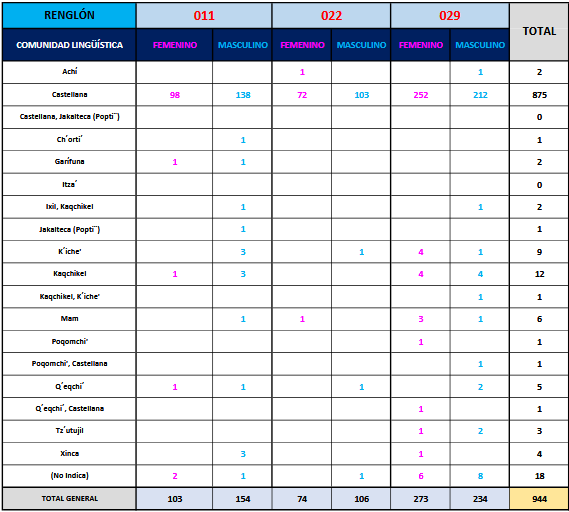 RENGLÓN 011 022 029 TOTAL
COMUNIDAD LINGÜÍSTICA FEMENINO MASCULINO FEMENINO MASCULINO FEMENINO MASCULINO
Achí 1 1 2
Castellana 98 138 72 103 252 212 875
Castellana, Jakalteca (Popti¨) 0
Ch´orti´ 1 1
Garífuna 1 1 2
Itza´ 0
Ixil, Kaqchikel 1 1 2
Jakalteca (Popti¨) 1 1
K´iche' 3 1 4 1 9
Kaqchikel 1 3 4 4 12
Kaqchikel, K´iche' 1 1
Mam 1 1 3 1 6
Poqomchi' 1 1
Poqomchi', Castellana 1 1
Q´eqchi´ 1 1 1 2 5
Q´eqchi´, Castellana 1 1
Tz´utujil 1 2 3
Xinca 3 1 4
(No Indica) 2 1 1 6 8 18
TOTAL GENERAL 103 154 74 106 273 234 944